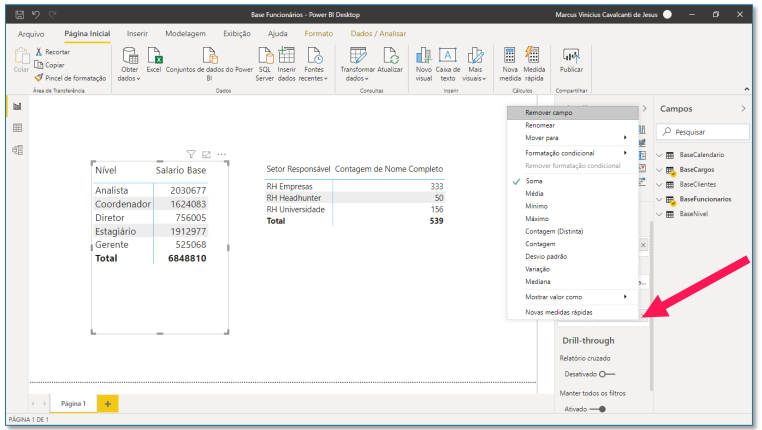 Base Funcionários - Power BI Desktop
Marcus Vinicius Cavalcanti de Jesus
Arquivo Página Inicial Inserir Modelagem Exibição Ajuda Formato Dados / Analisar
Colar
Recortar
Copiar
Pincel de formatação
Obter dados
Excel
Conjuntos de dados do Power BI
SQL Server
Inserir dados
Fontes recentes
Transformar dados
Atualizar
Novo visual
Caixa de texto
Mais visuais
Nova medida
Medida rápida
Publicar
Área de Transferência
Dados
Consultas
Inserir
Cálculos
Compartilhar
Nível Salario Base
Analista 2030677
Coordenador 1624083
Diretor 756005
Estagiário 1912977
Gerente 525068
Total 6848810
Setor Responsável Contagem de Nome Completo
RH Empresas 333
RH Headhunter 50
RH Universidade 156
Total 539
Remover campo
Renomear
Mover para
Formatação condicional
Remover formatação condicional
Soma
Média
Mínimo
Máximo
Contagem (Distinta)
Contagem
Desvio padrão
Variação
Mediana
Mostrar valor como
Novas medidas rápidas
Drill-through
Relatório cruzado
Desativado
Manter todos os filtros
Ativado
Campos
Pesquisar
BaseCalendario
BaseCargos
BaseClientes
BaseFuncionarios
BaseNivel
Página 1
PÁGINA 1 DE 1